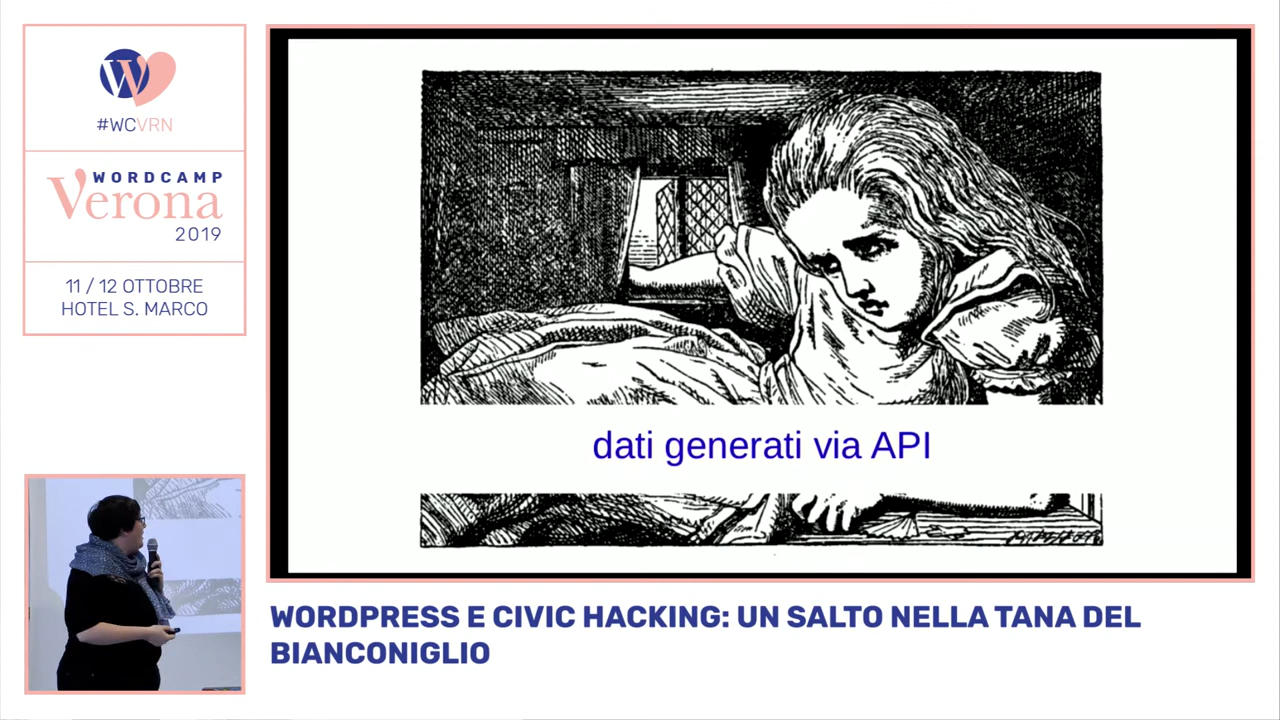 #WCVRN
WORDCAMP
Verona
2019
11 / 12 OTTOBRE
HOTEL S. MARCO
dati generati via API
WORDPRESS E CIVIC HACKING: UN SALTO NELLA TANA DEL
BIANCONIGLIO